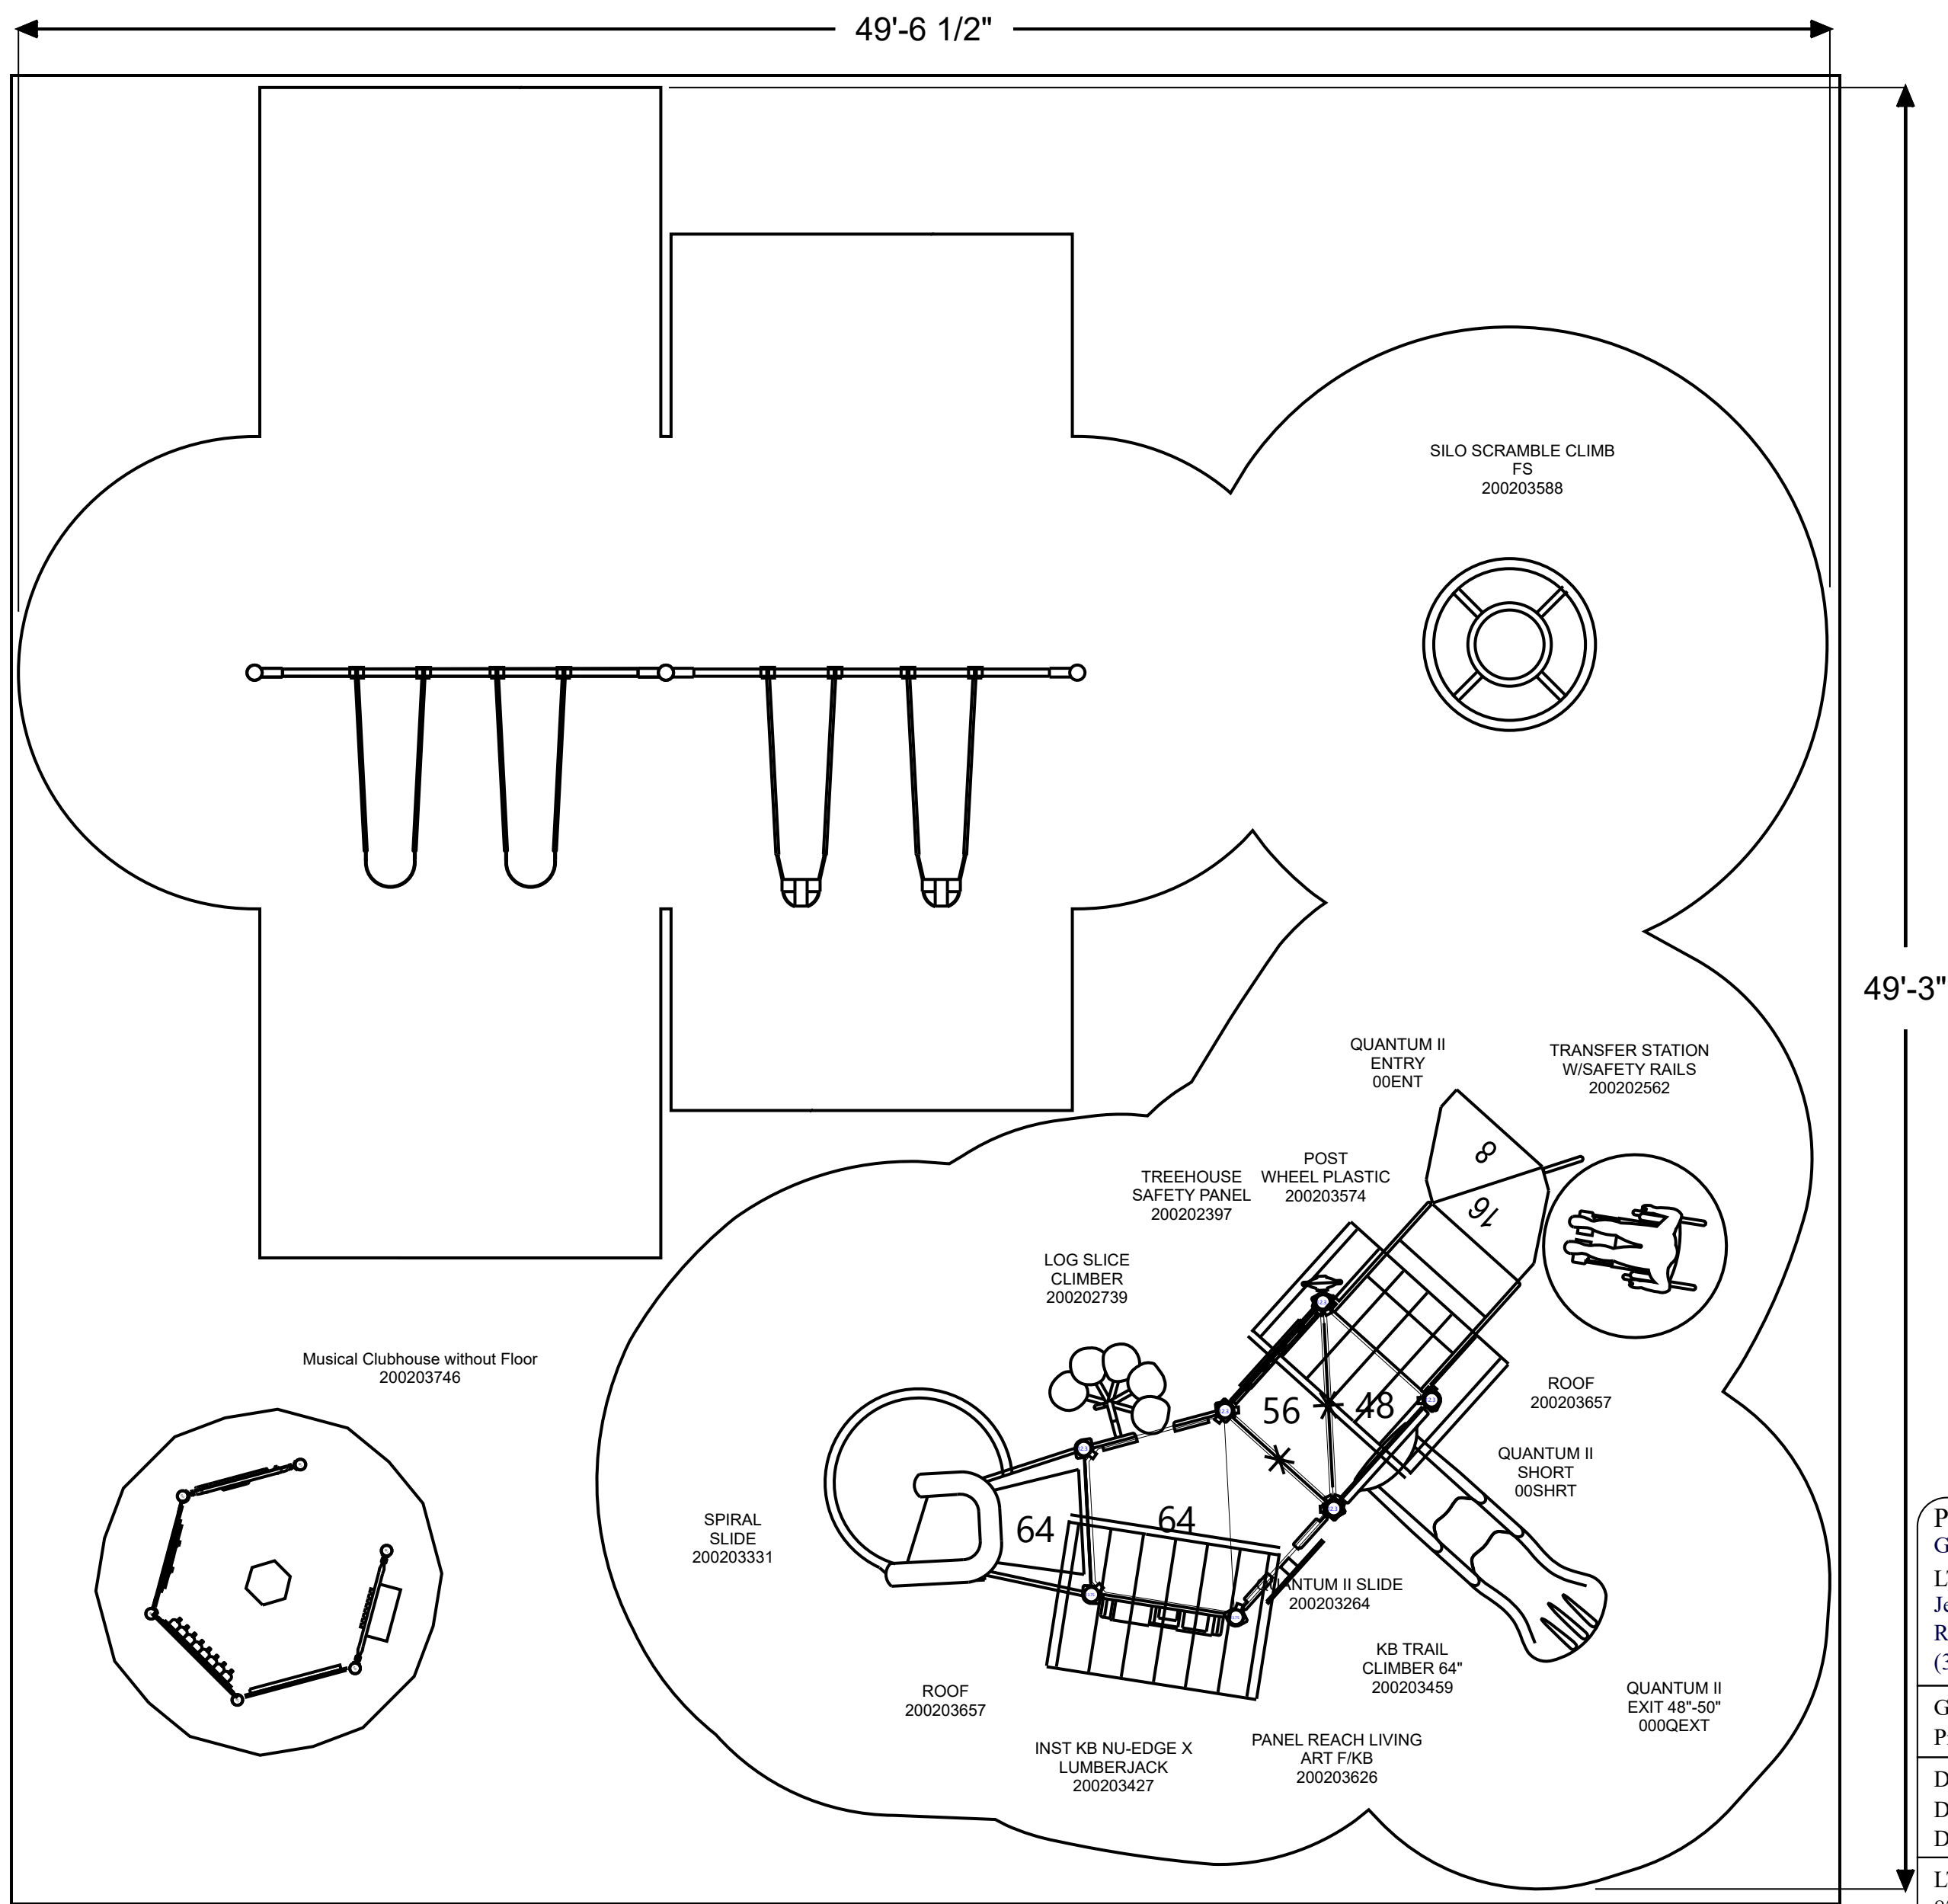 49'-6 1/2"
SILO SCRAMBLE CLIMB
FS
200203588
49'-3"
QUANTUM II
ENTRY
00ENT
TRANSFER STATION
W/SAFETY RAILS
200202562
8
16
POST
WHEEL PLASTIC
200203574
TREEHOUSE
SAFETY PANEL
200202397
LOG SLICE
CLIMBER
200202739
Musical Clubhouse without Floor
200203746
ROOF
200203657
56
48
QUANTUM II
SHORT
00SHRT
SPIRAL
SLIDE
200203331
64
64
QUANTUM II SLIDE
200203264
KB TRAIL
CLIMBER 64"
200203459
ROOF
200203657
QUANTUM II
EXIT 48"-50"
000QEXT
INST KB NU-EDGE X
LUMBERJACK
200203427
PANEL REACH LIVING
ART F/KB
200203626